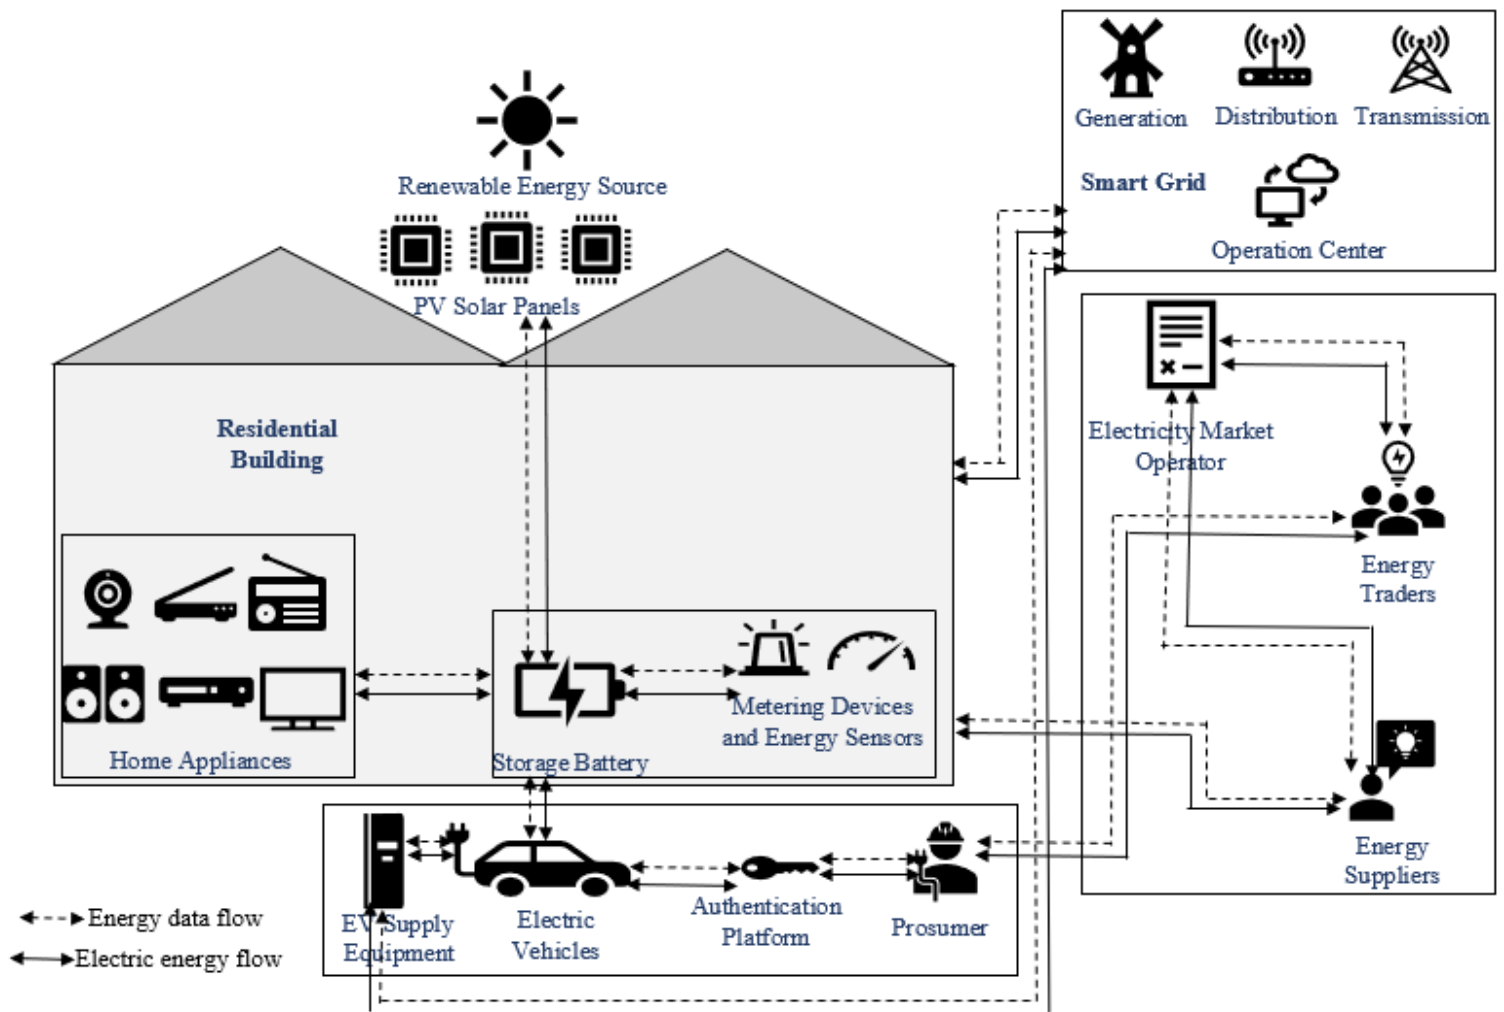 Generation
Distribution
Transmission
Smart Grid
Operation Center
Renewable Energy Source
PV Solar Panels
Residential
Building
Electricity Market
Operator
Energy
Traders
Home Appliances
Storage Battery
Metering Devices
and Energy Sensors
Energy
Suppliers
EV Supply
Equipment
Electric
Vehicles
Authentication
Platform
Prosumer
Energy data flow
Electric energy flow